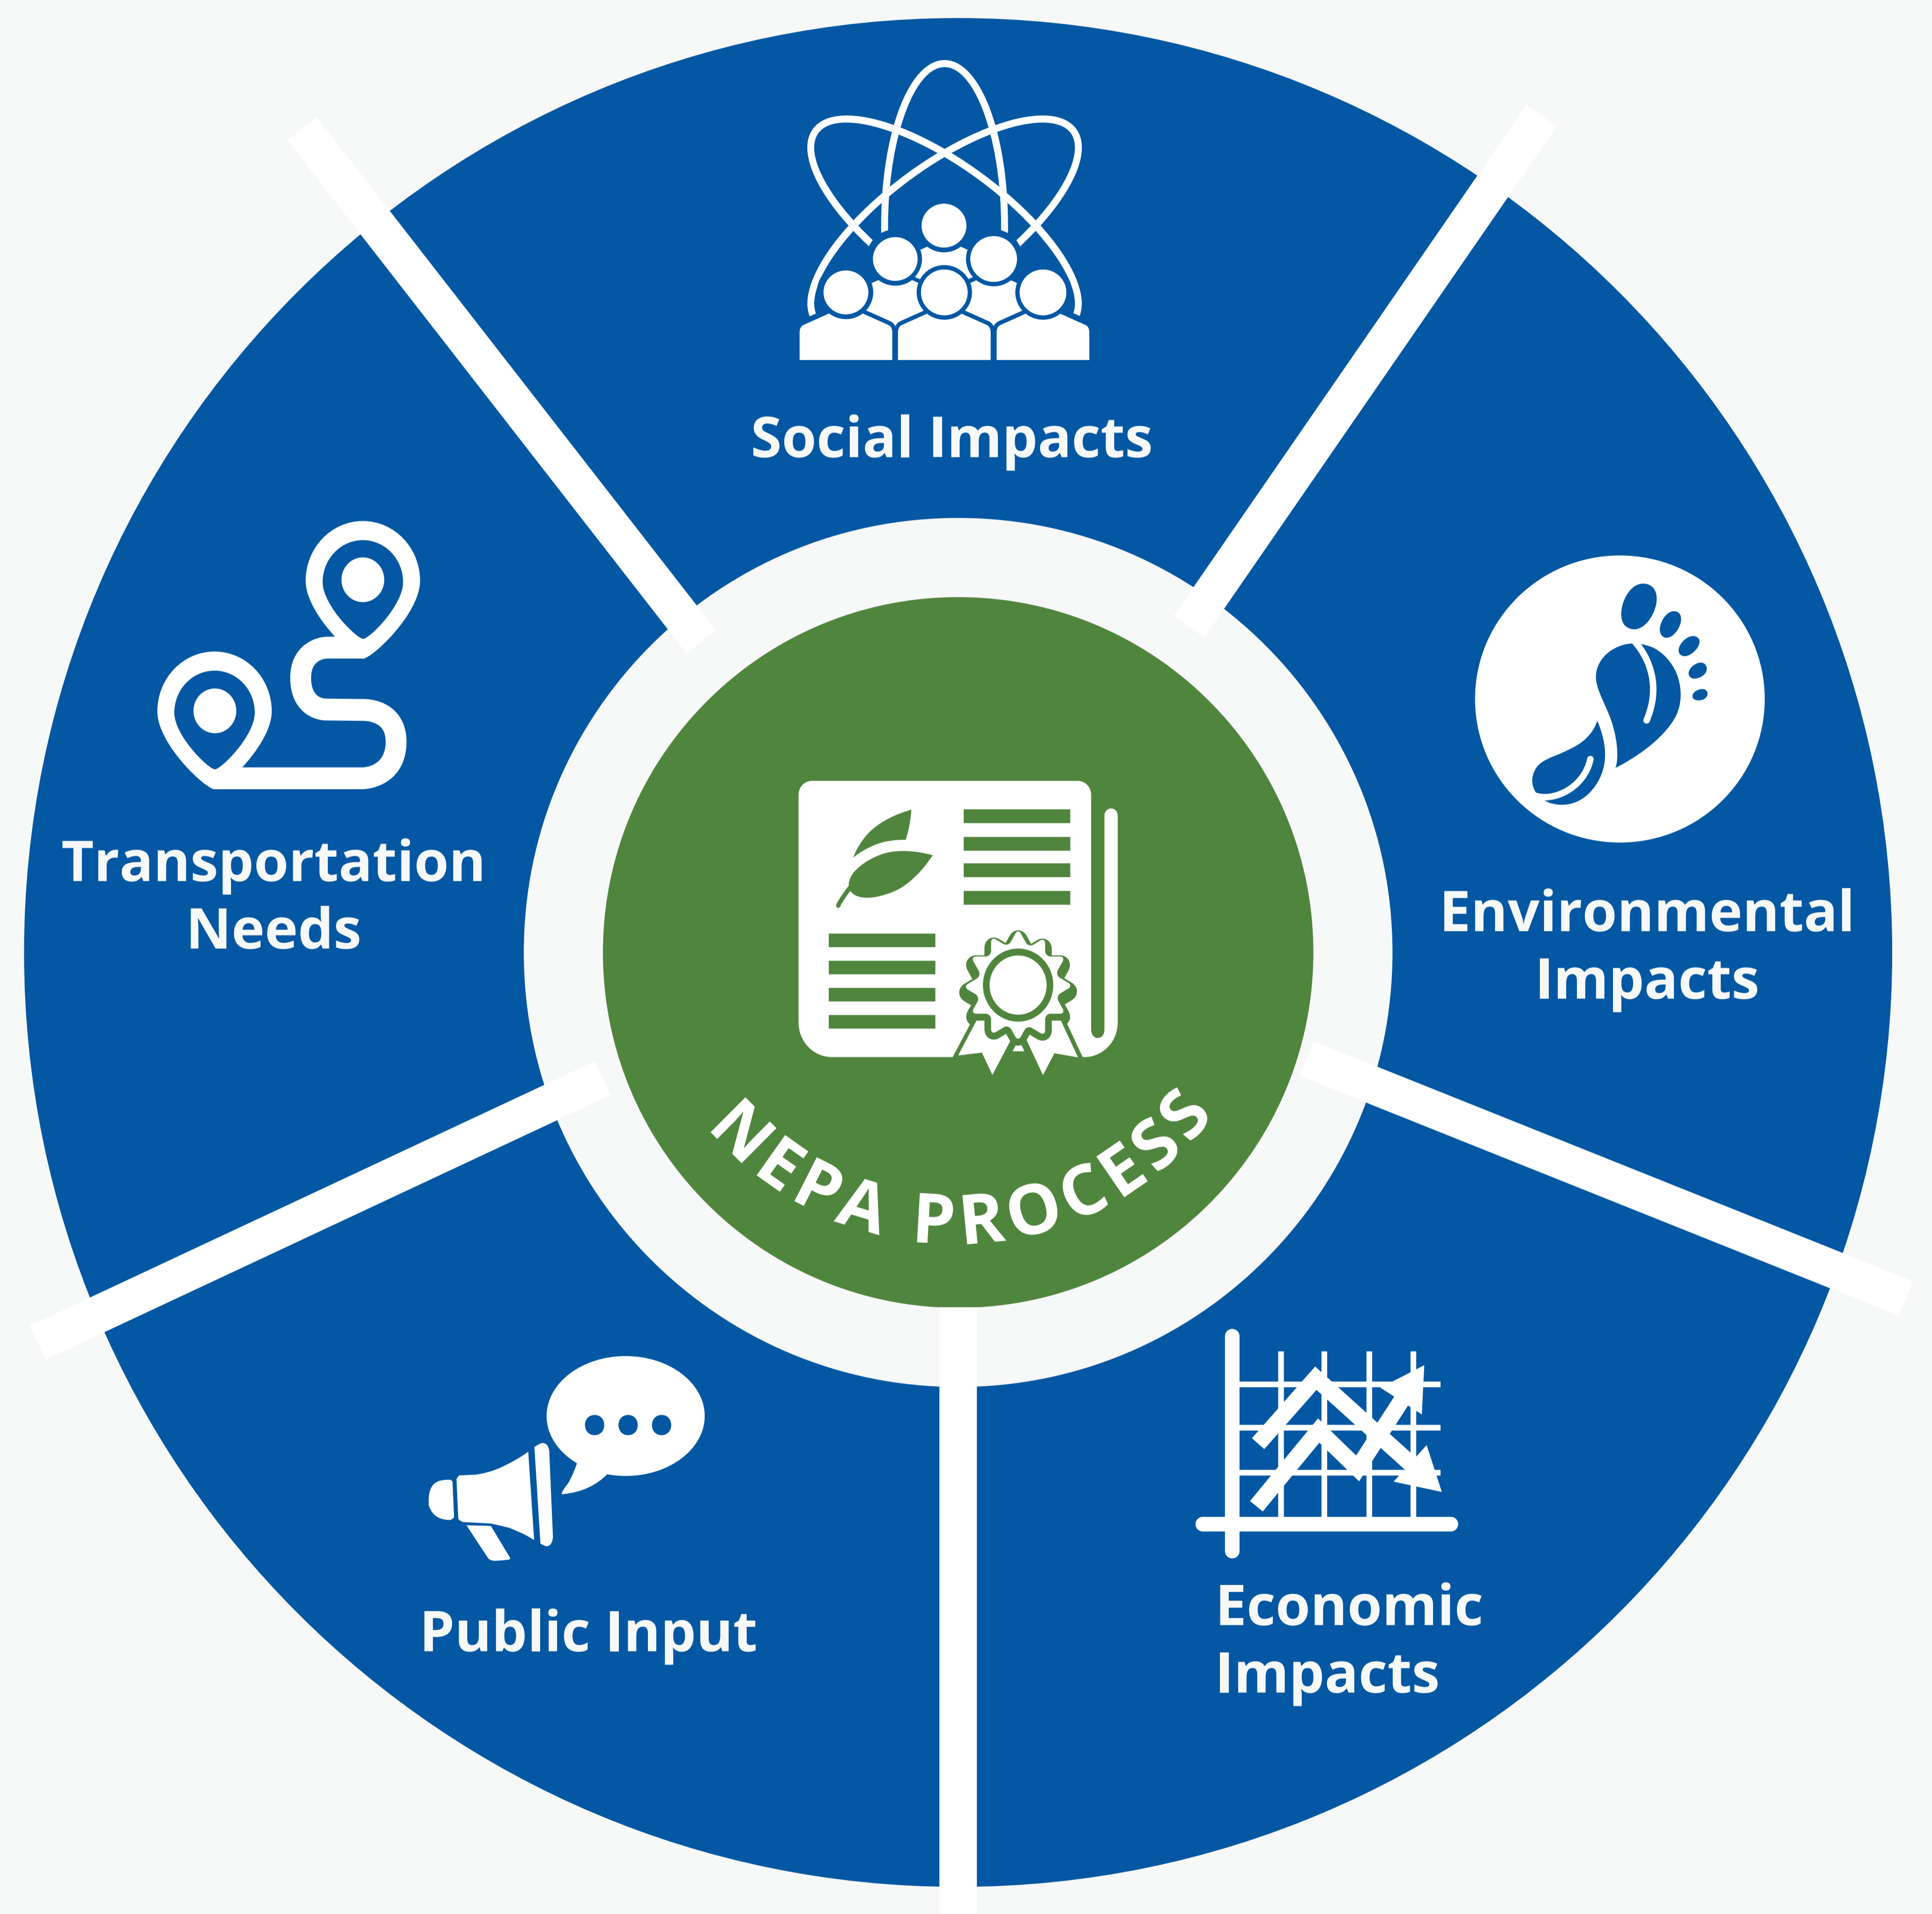 Social Impacts
Transportation
Needs
Environmental
Impacts
NEPA PROCESS
Public Input
Economic
Impacts